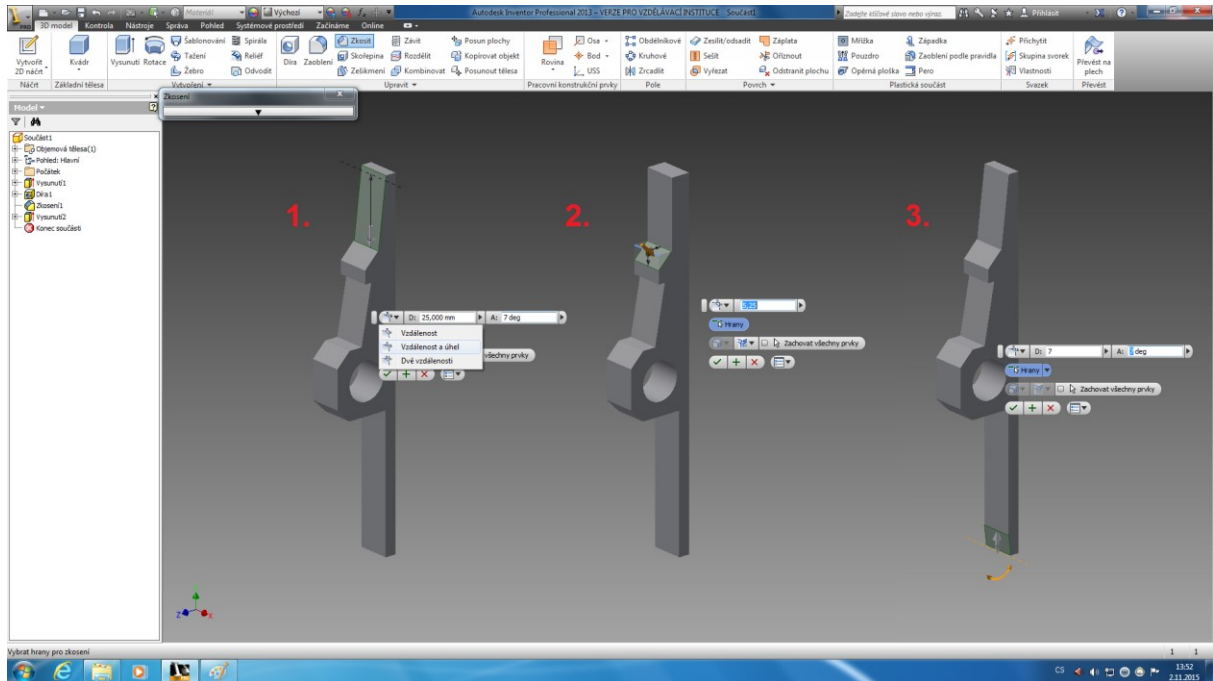 PRO
Materiál
Výchozí
Autodesk Inventor Professional 2013 – VERZE PRO VZDĚLÁVACÍ INSTITUCE Součást1
Zadejte klíčové slovo nebo výraz.
Přihlásit
3D model Kontrola Nástroje Správa Pohled Systémové prostředí Začínáme Online
Vytvořit 2D náčrt
Kvádr
Vysunutí
Rotace
Šablonování
Tažení
Žebro
Spirála
Reliéf
Odvodit
Díra
Zaoblení
Zkosit
Skořepina
Zešikmení
Závit
Rozdělit
Kombinovat
Posun plochy
Kopírovat objekt
Posunout tělesa
Rovina
Osa
Bod
USS
Obdélníkové
Kruhové
Zrcadlit
Zesílit/odsadit
Sešít
Vyřezat
Záplata
Oříznout
Odstranit plochu
Mřížka
Pouzdro
Opěrná ploška
Západka
Zaoblení podle pravidla
Pero
Přichytit
Skupina svorek
Vlastnosti
Převést na plech
Náčrt Základní tělesa Vytvoření Upravit Pracovní konstrukční prvky Pole Povrch Plastická součást Svazek Převést
Zkosení
Model
Součást1
Objemová tělesa(1)
Pohled: Hlavní
Počátek
Vysunutí1
Díra1
Zkosení1
Vysunutí2
Konec součásti
1.
2.
3.
D: 25,000 mm A: 7 deg
Vzdálenost
Vzdálenost a úhel
Dvě vzdálenosti
všechny prvky
5,25
Hrany
Zachovat všechny prvky
D: 7 A: deg
Hrany
Zachovat všechny prvky
Z
X
Vybrat hrany pro zkosení
1 1
CS
13:52
2.11.2015